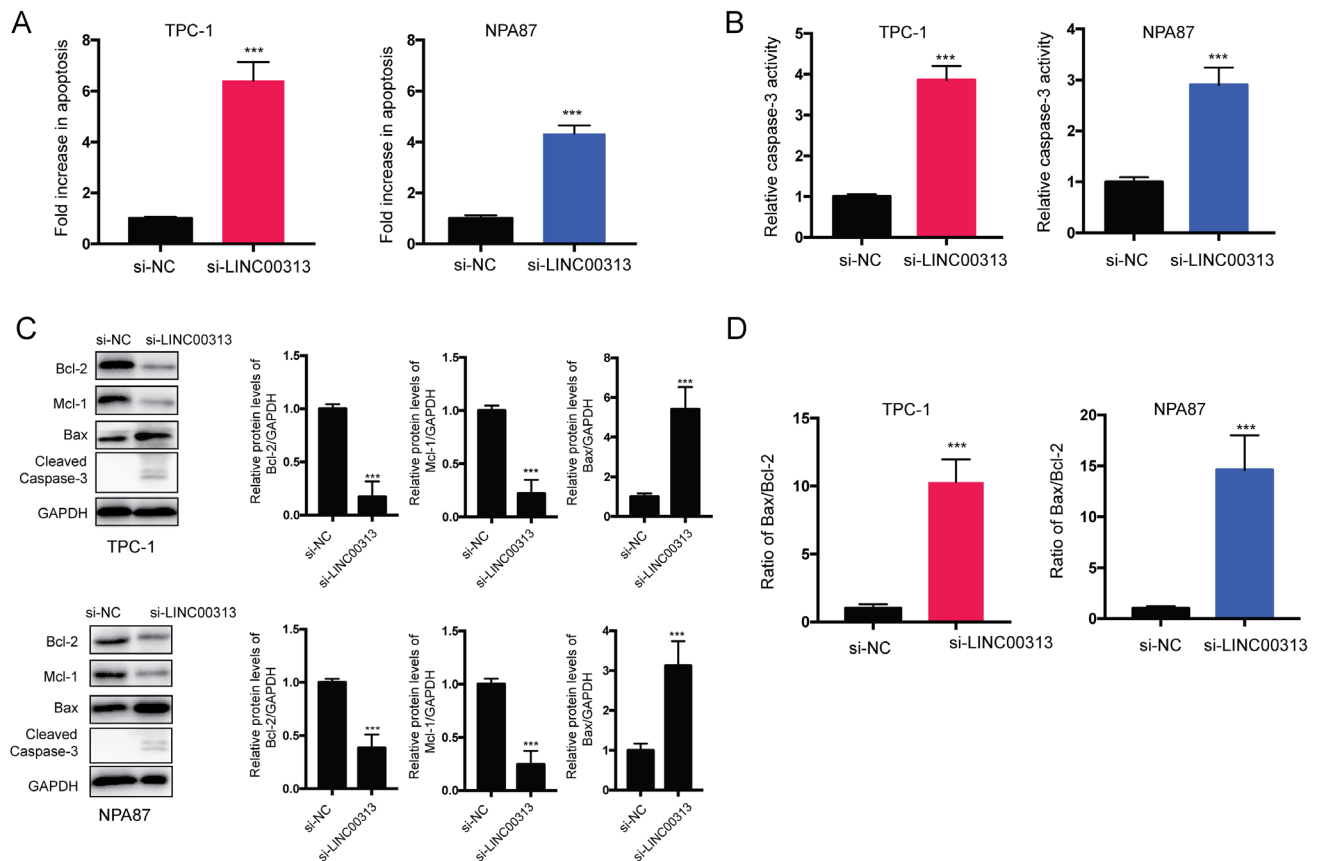 A
TPC-1
Fold increase in apoptosis
8
6
4
2
0
***
si-NC
si-LINC00313
NPA87
Fold increase in apoptosis
8
6
4
2
0
***
si-NC
si-LINC00313
B
TPC-1
Relative caspase-3 activity
5
4
3
2
1
0
***
si-NC
si-LINC00313
NPA87
Relative caspase-3 activity
4
3
2
1
0
***
si-NC
si-LINC00313
C
si-NC si-LINC00313
Bcl-2
Mcl-1
Bax
Cleaved
Caspase-3
GAPDH
TPC-1
Relative protein levels of
Bcl-2/GAPDH
1.5
1.0
0.5
0.0
***
si-NC
si-LINC00313
Relative protein levels of
Mcl-1/GAPDH
1.5
1.0
0.5
0.0
***
si-NC
si-LINC00313
Relative protein levels of
Bax/GAPDH
8
6
4
2
0
***
si-NC
si-LINC00313
si-NC si-LINC00313
Bcl-2
Mcl-1
Bax
Cleaved
Caspase-3
GAPDH
NPA87
Relative protein levels of
Bcl-2/GAPDH
1.5
1.0
0.5
0.0
***
si-NC
si-LINC00313
Relative protein levels of
Mcl-1/GAPDH
1.5
1.0
0.5
0.0
***
si-NC
si-LINC00313
Relative protein levels of
Bax/GAPDH
4
3
2
1
0
***
si-NC
si-LINC00313
D
TPC-1
Ratio of Bax/Bcl-2
15
10
5
0
***
si-NC
si-LINC00313
NPA87
Ratio of Bax/Bcl-2
20
15
10
5
0
***
si-NC
si-LINC00313